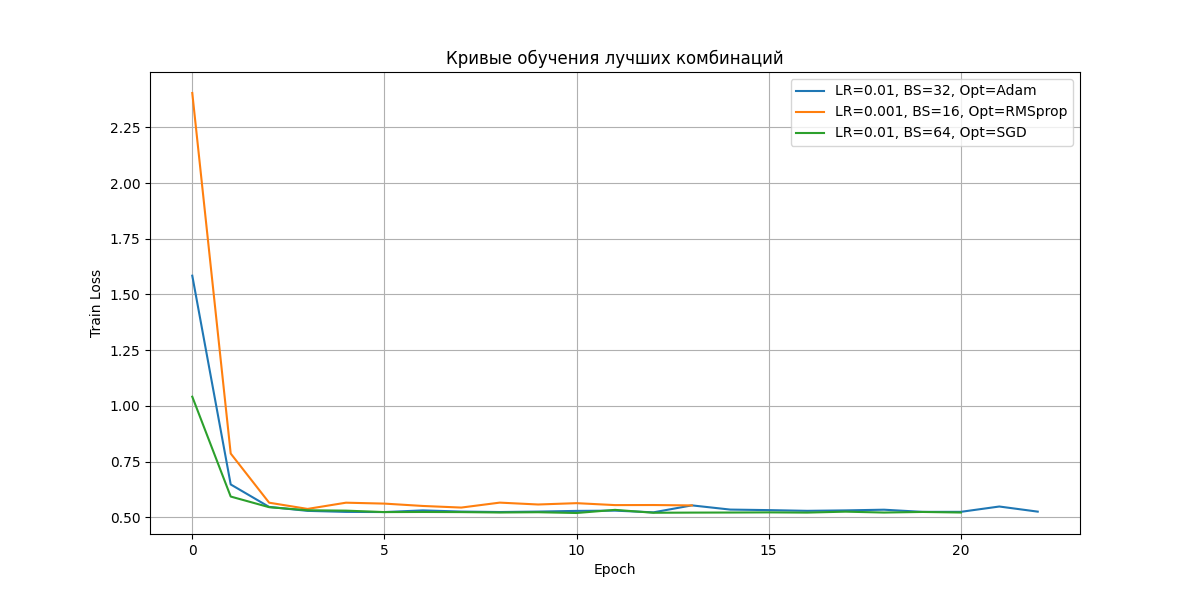 Кривые обучения лучших комбинаций
LR=0.01, BS=32, Opt=Adam
LR=0.001, BS=16, Opt=RMSprop
LR=0.01, BS=64, Opt=SGD
Train Loss
2.25
2.00
1.75
1.50
1.25
1.00
0.75
0.50
0 5 10 15 20
Epoch